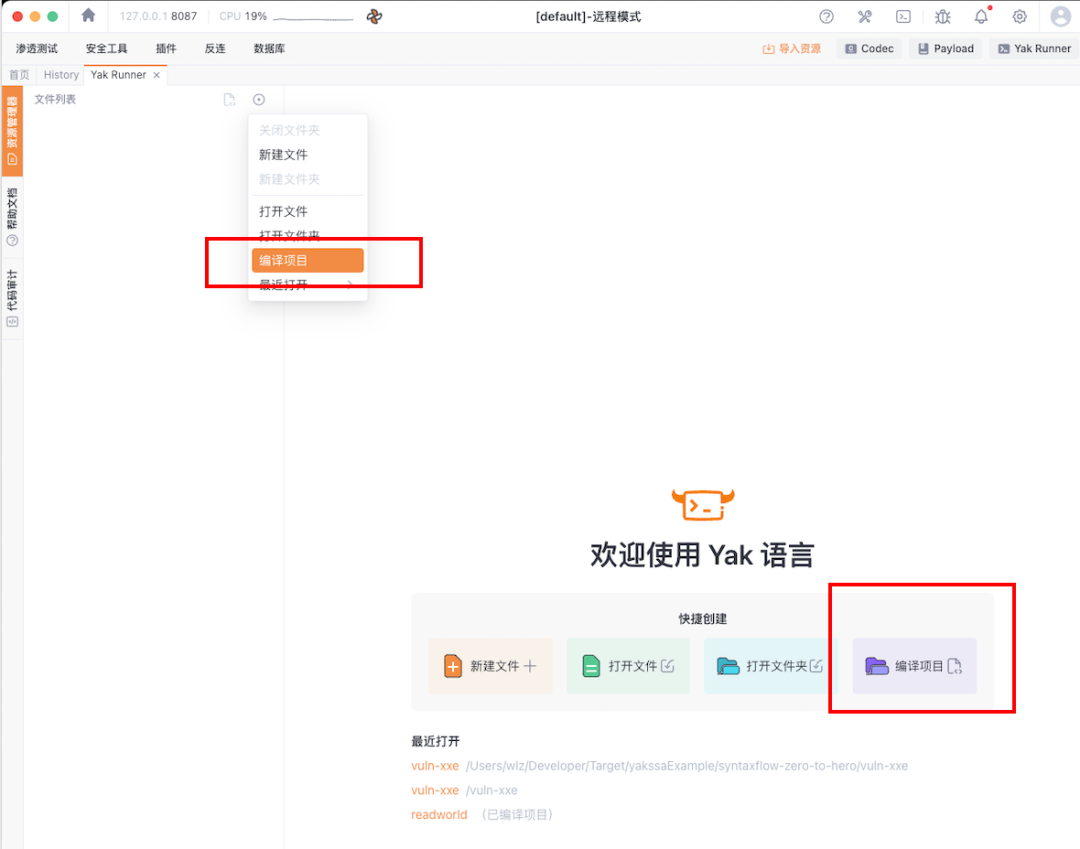 127.0.0.1 8087 CPU 19% [default]-远程模式
渗透测试 安全工具 插件 反连 数据库 导入资源 Codec Payload Yak Runner
首页 History Yak Runner
资源管理器
帮助文档
代码审计
文件列表
关闭文件夹
新建文件
新建文件夹
打开文件
打开文件夹
编译项目
最近打开
欢迎使用 Yak 语言
快捷创建
新建文件 打开文件 打开文件夹 编译项目
最近打开
vuln-xxe /Users/wlz/Developer/Target/yakssaExample/syntaxflow-zero-to-hero/vuln-xxe
vuln-xxe /vuln-xxe
readworld （已编译项目）